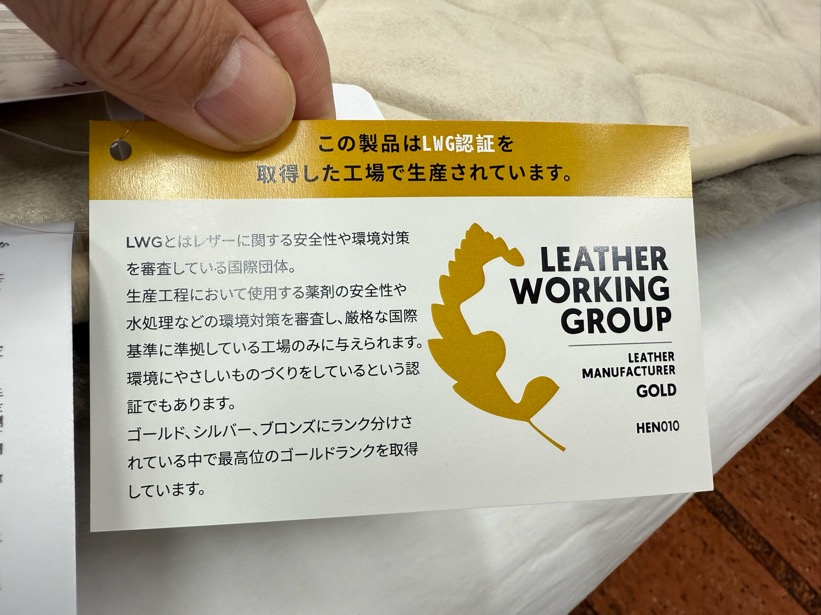 この製品はLWG認証を
取得した工場で生産されています。
LWGとはレザーに関する安全性や環境対策
を審査している国際団体。
生産工程において使用する薬剤の安全性や
水処理などの環境対策を審査し、厳格な国際
基準に準拠している工場のみに与えられます。
環境にやさしいものづくりをしているという認
証でもあります。
ゴールド、シルバー、ブロンズにランク分けさ
れている中で最高位のゴールドランクを取得
しています。
LEATHER
WORKING
GROUP
LEATHER
MANUFACTURER
GOLD
HEN010